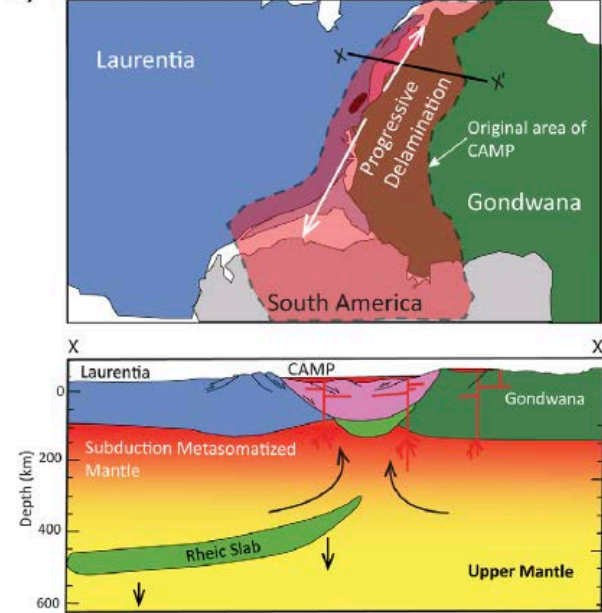 Laurentia
X
X'
Progressive
Delamination
Original area of
CAMP
Gondwana
South America
X
X
Laurentia
CAMP
Gondwana
0
Subduction Metasomatized
Mantle
200
Depth (km)
400
Rheic Slab
Upper Mantle
600